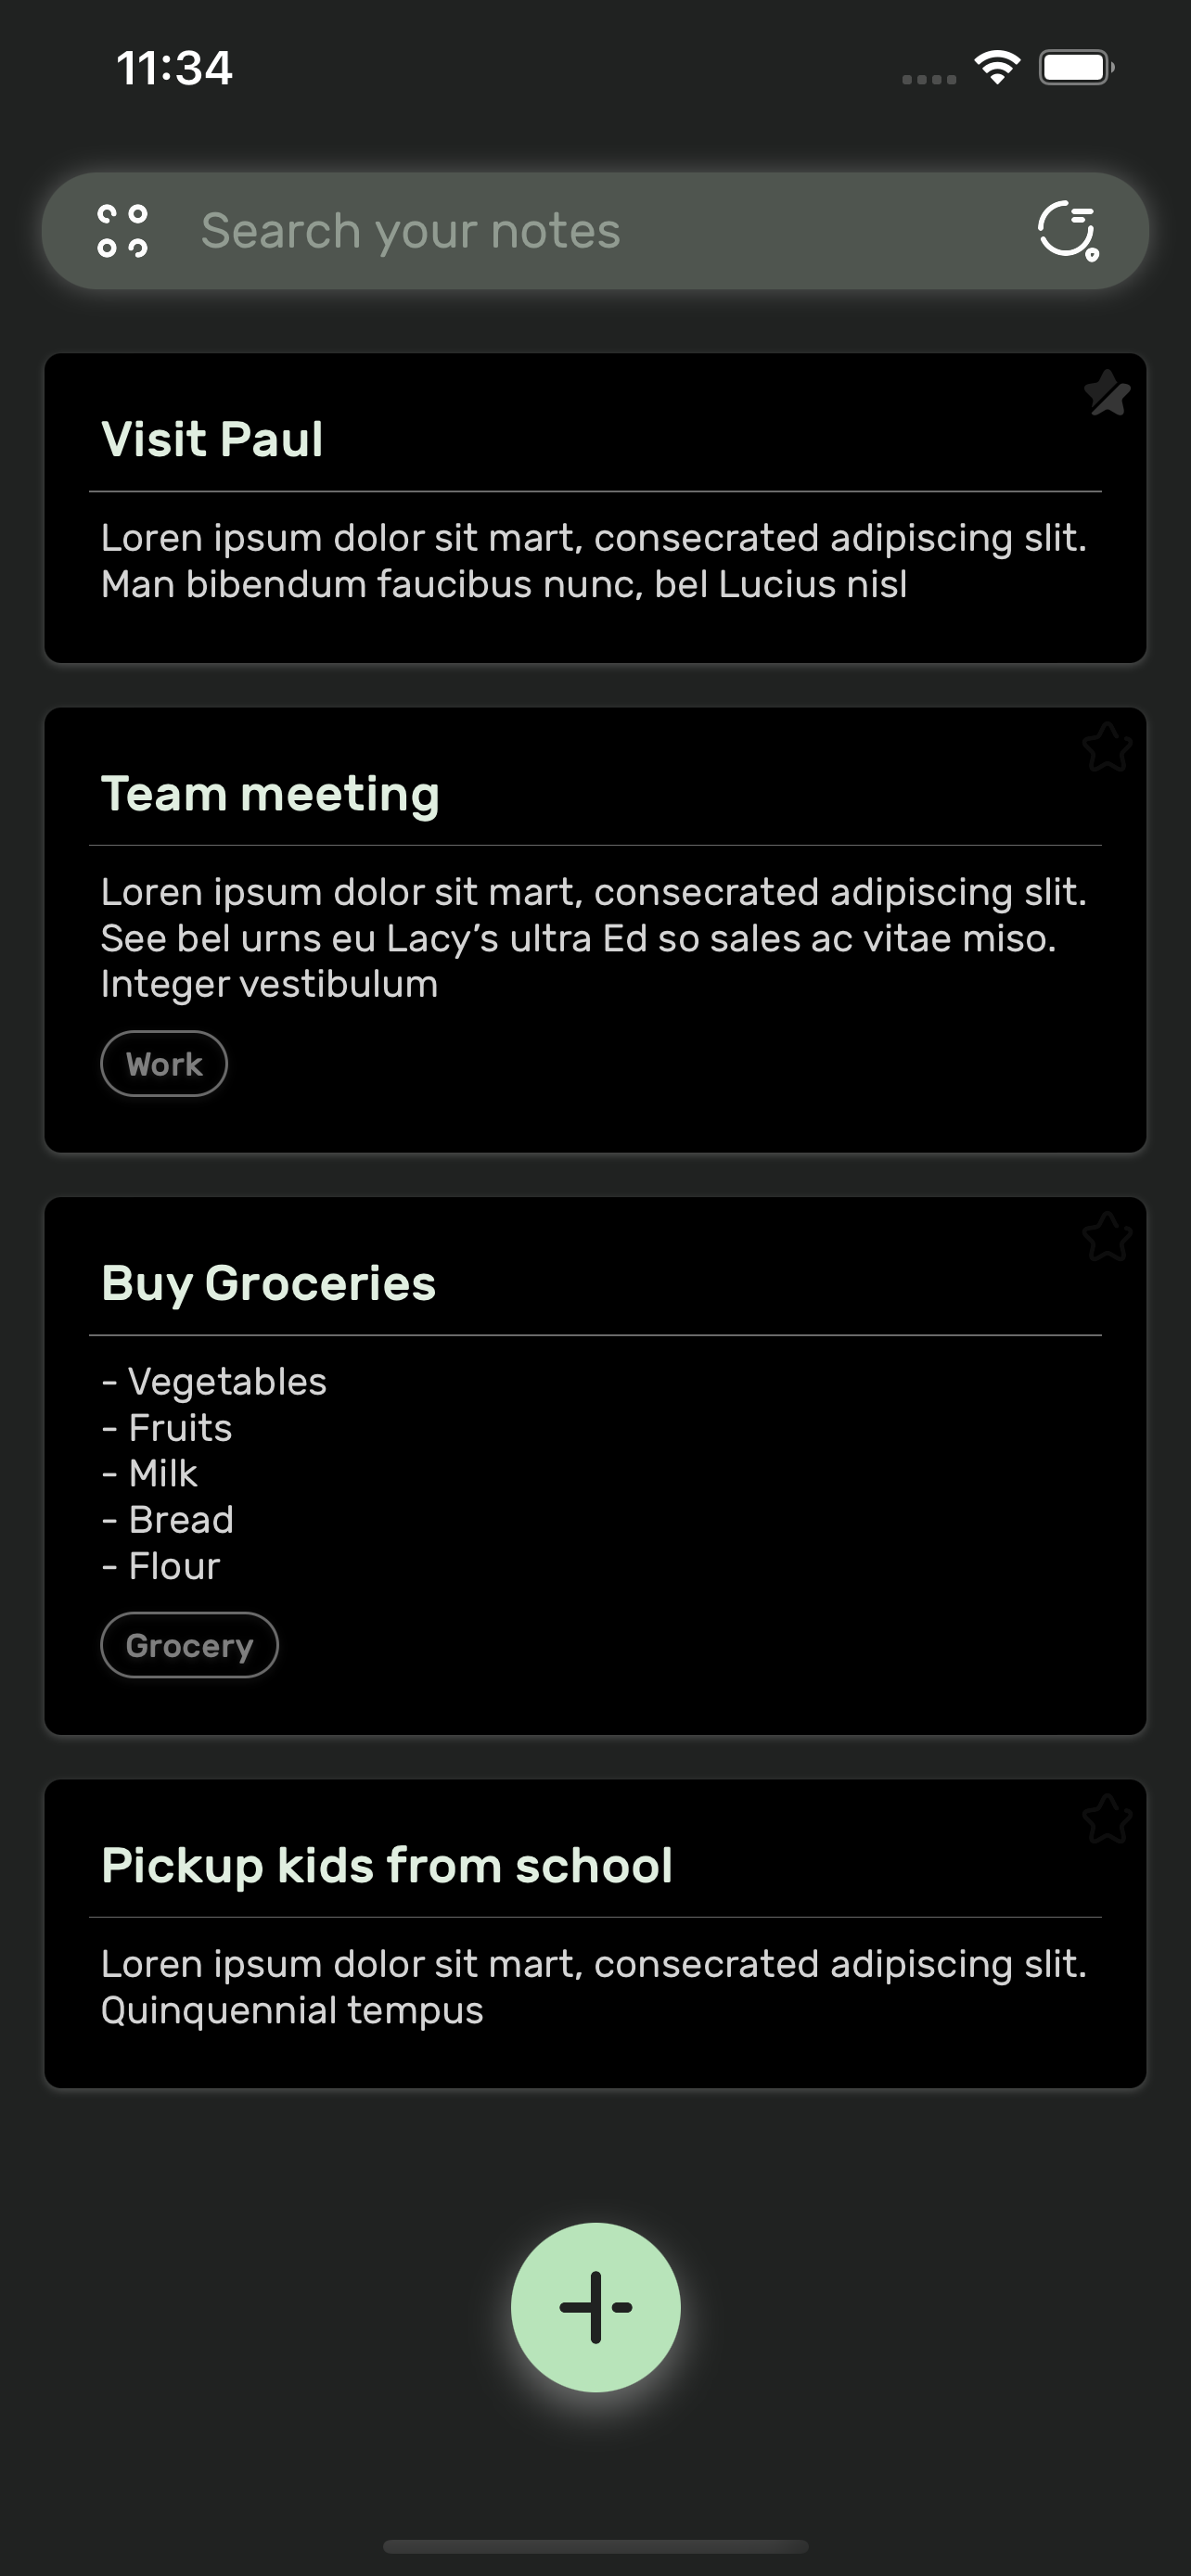 11:34
Search your notes
Visit Paul
Loren ipsum dolor sit mart, consecrated adipiscing slit.
Man bibendum faucibus nunc, bel Lucius nisl
Team meeting
Loren ipsum dolor sit mart, consecrated adipiscing slit.
See bel urns eu Lacy’s ultra Ed so sales ac vitae miso.
Integer vestibulum
Work
Buy Groceries
- Vegetables
- Fruits
- Milk
- Bread
- Flour
Grocery
Pickup kids from school
Loren ipsum dolor sit mart, consecrated adipiscing slit.
Quinquennial tempus